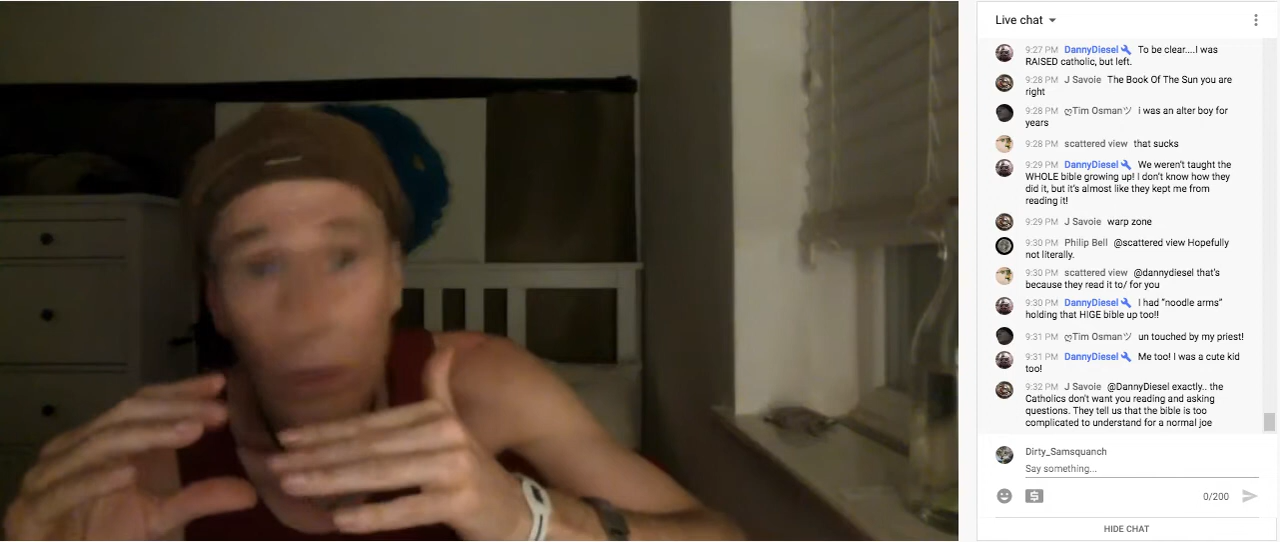 Live chat
9:27 PM DannyDiesel To be clear....I was
RAISED catholic, but left.
9:28 PM J Savoie The Book Of The Sun you are
right
9:28 PM ღTim Osmanツ i was an alter boy for
years
9:28 PM scattered view that sucks
9:29 PM DannyDiesel We weren't taught the
WHOLE bible growing up! I don't know how they
did it, but it's almost like they kept me from
reading it!
9:29 PM J Savoie warp zone
9:30 PM Philip Bell @scattered view Hopefully
not literally.
9:30 PM scattered view @dannydiesel that's
because they read it to/ for you
9:30 PM DannyDiesel I had “noodle arms”
holding that HIGE bible up too!!
9:31 PM ღTim Osmanツ un touched by my priest!
9:31 PM DannyDiesel Me too! I was a cute kid
too!
9:32 PM J Savoie @DannyDiesel exactly.. the
Catholics don't want you reading and asking
questions. They tell us that the bible is too
complicated to understand for a normal joe
Dirty_Samsquanch
Say something...
0/200
HIDE CHAT